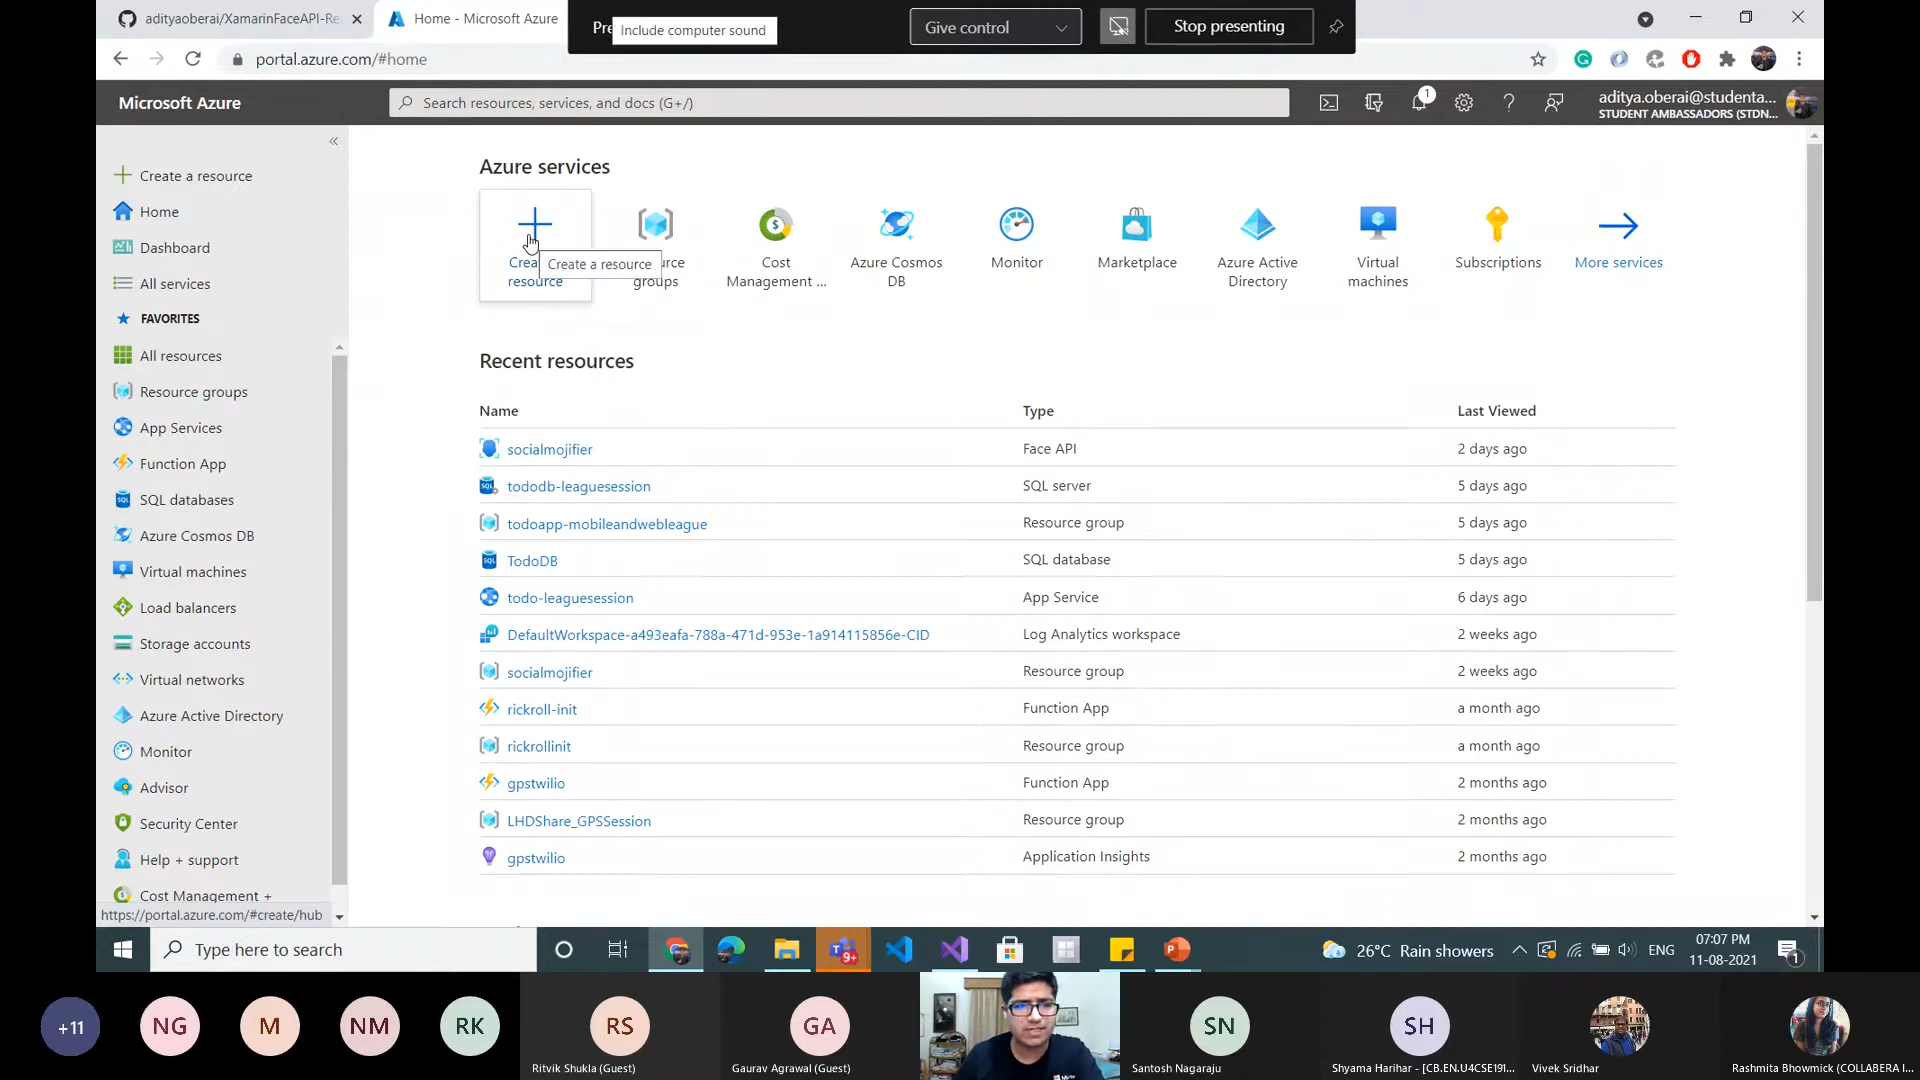 adityaoberai/XamarinFaceAPI-Re
Home - Microsoft Azure
Pre
Include computer sound
Give control
Stop presenting
portal.azure.com/#home
Microsoft Azure
Search resources, services, and docs (G+/)
1
aditya.oberai@studenta...
STUDENT AMBASSADORS (STDN...
Create a resource
Home
Dashboard
All services
FAVORITES
All resources
Resource groups
App Services
Function App
SQL databases
Azure Cosmos DB
Virtual machines
Load balancers
Storage accounts
Virtual networks
Azure Active Directory
Monitor
Advisor
Security Center
Help + support
Cost Management +
https://portal.azure.com/#create/hub
Azure services
Crea
resource
Create a resource
urce
groups
Cost
Management ...
Azure Cosmos
DB
Monitor
Marketplace
Azure Active
Directory
Virtual
machines
Subscriptions
More services
Recent resources
Name Type Last Viewed
socialmojifier Face API 2 days ago
tododb-leaguesession SQL server 5 days ago
todoapp-mobileandwebleague Resource group 5 days ago
TodoDB SQL database 5 days ago
todo-leaguesession App Service 6 days ago
DefaultWorkspace-a493eafa-788a-471d-953e-1a914115856e-CID Log Analytics workspace 2 weeks ago
socialmojifier Resource group 2 weeks ago
rickroll-init Function App a month ago
rickrollinit Resource group a month ago
gpstwilio Function App 2 months ago
LHDShare_GPSSession Resource group 2 months ago
gpstwilio Application Insights 2 months ago
Type here to search
9+
26°C Rain showers
ENG
07:07 PM
11-08-2021
1
+11
NG
M
NM
RK
RS
Ritvik Shukla (Guest)
GA
Gaurav Agrawal (Guest)
SN
Santosh Nagaraju
SH
Shyama Harihar - [CB.EN.U4CSE191...
Vivek Sridhar
Rashmita Bhowmick (COLLABERA I...